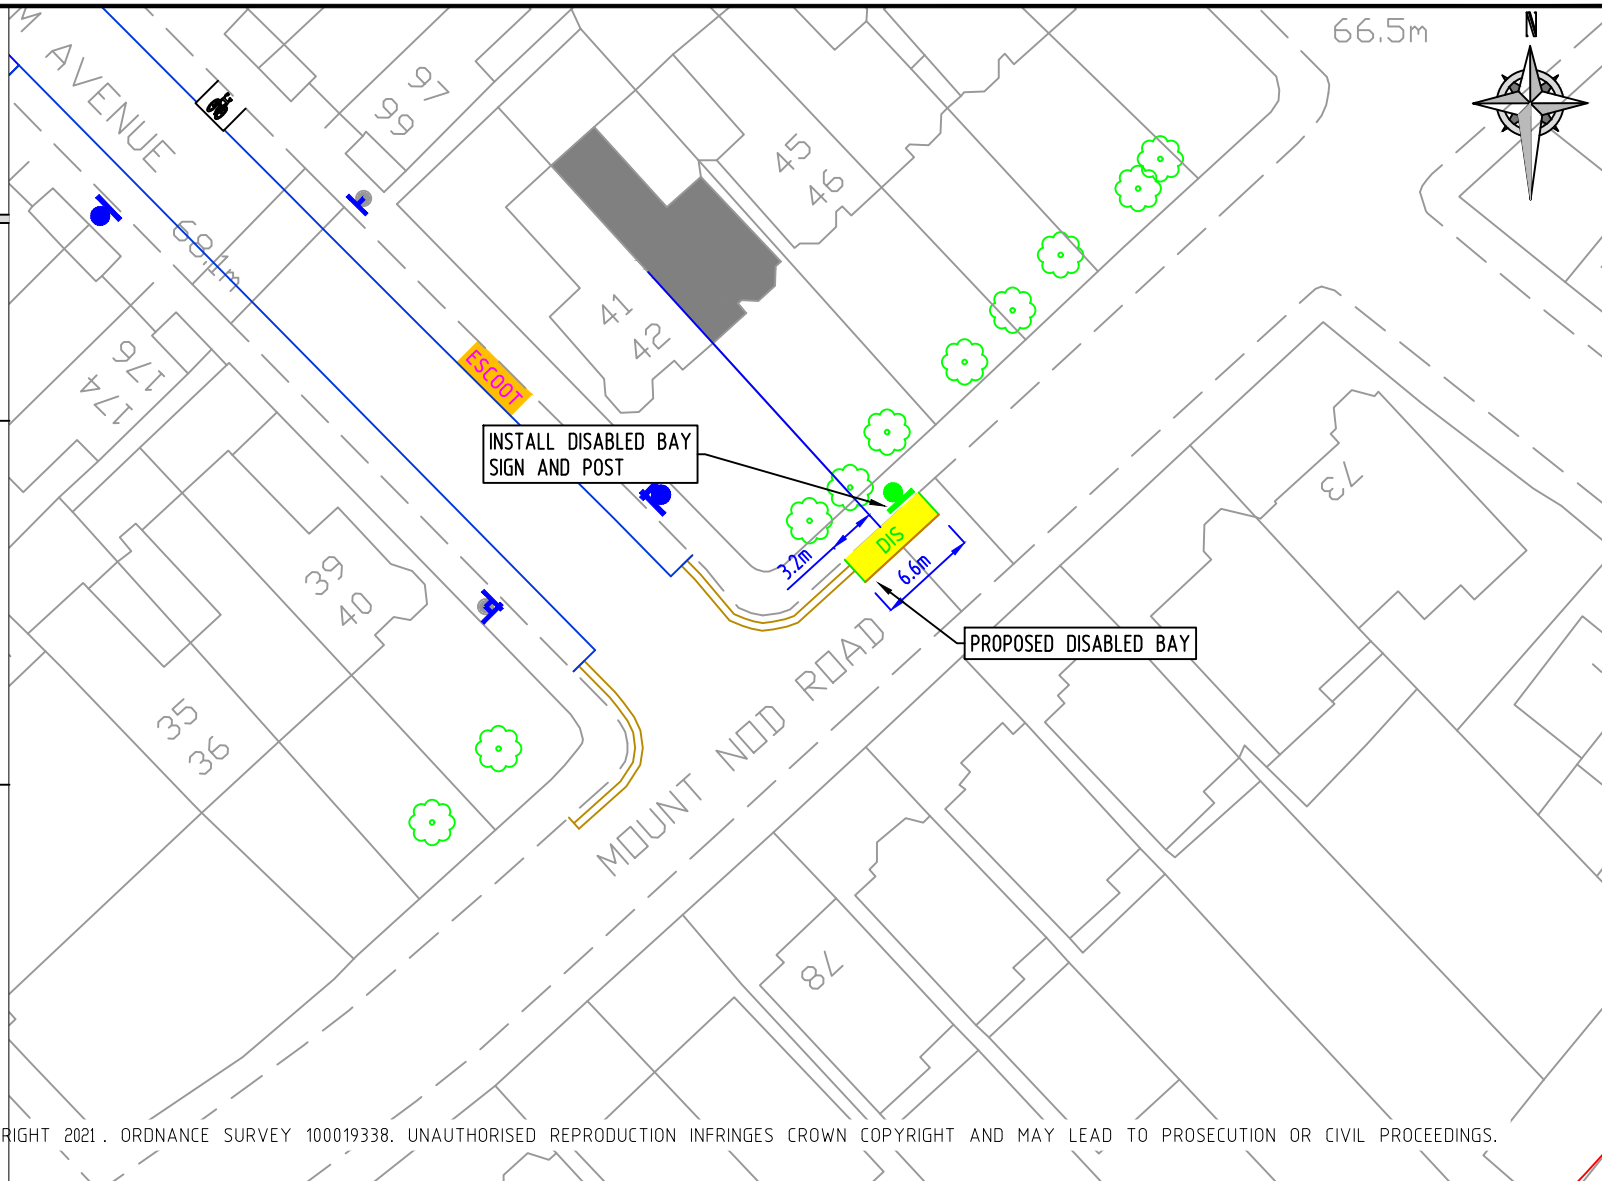 66.5m
N
M AVENUE
97
99
45
46
68.1m
41
42
176
174
ESCOOT
INSTALL DISABLED BAY
SIGN AND POST
73
DIS
3.2m
6.6m
39
40
PROPOSED DISABLED BAY
35
36
MOUNT NOD ROAD
78
RIGHT 2021. ORDNANCE SURVEY 100019338. UNAUTHORISED REPRODUCTION INFRINGES CROWN COPYRIGHT AND MAY LEAD TO PROSECUTION OR CIVIL PROCEEDINGS.